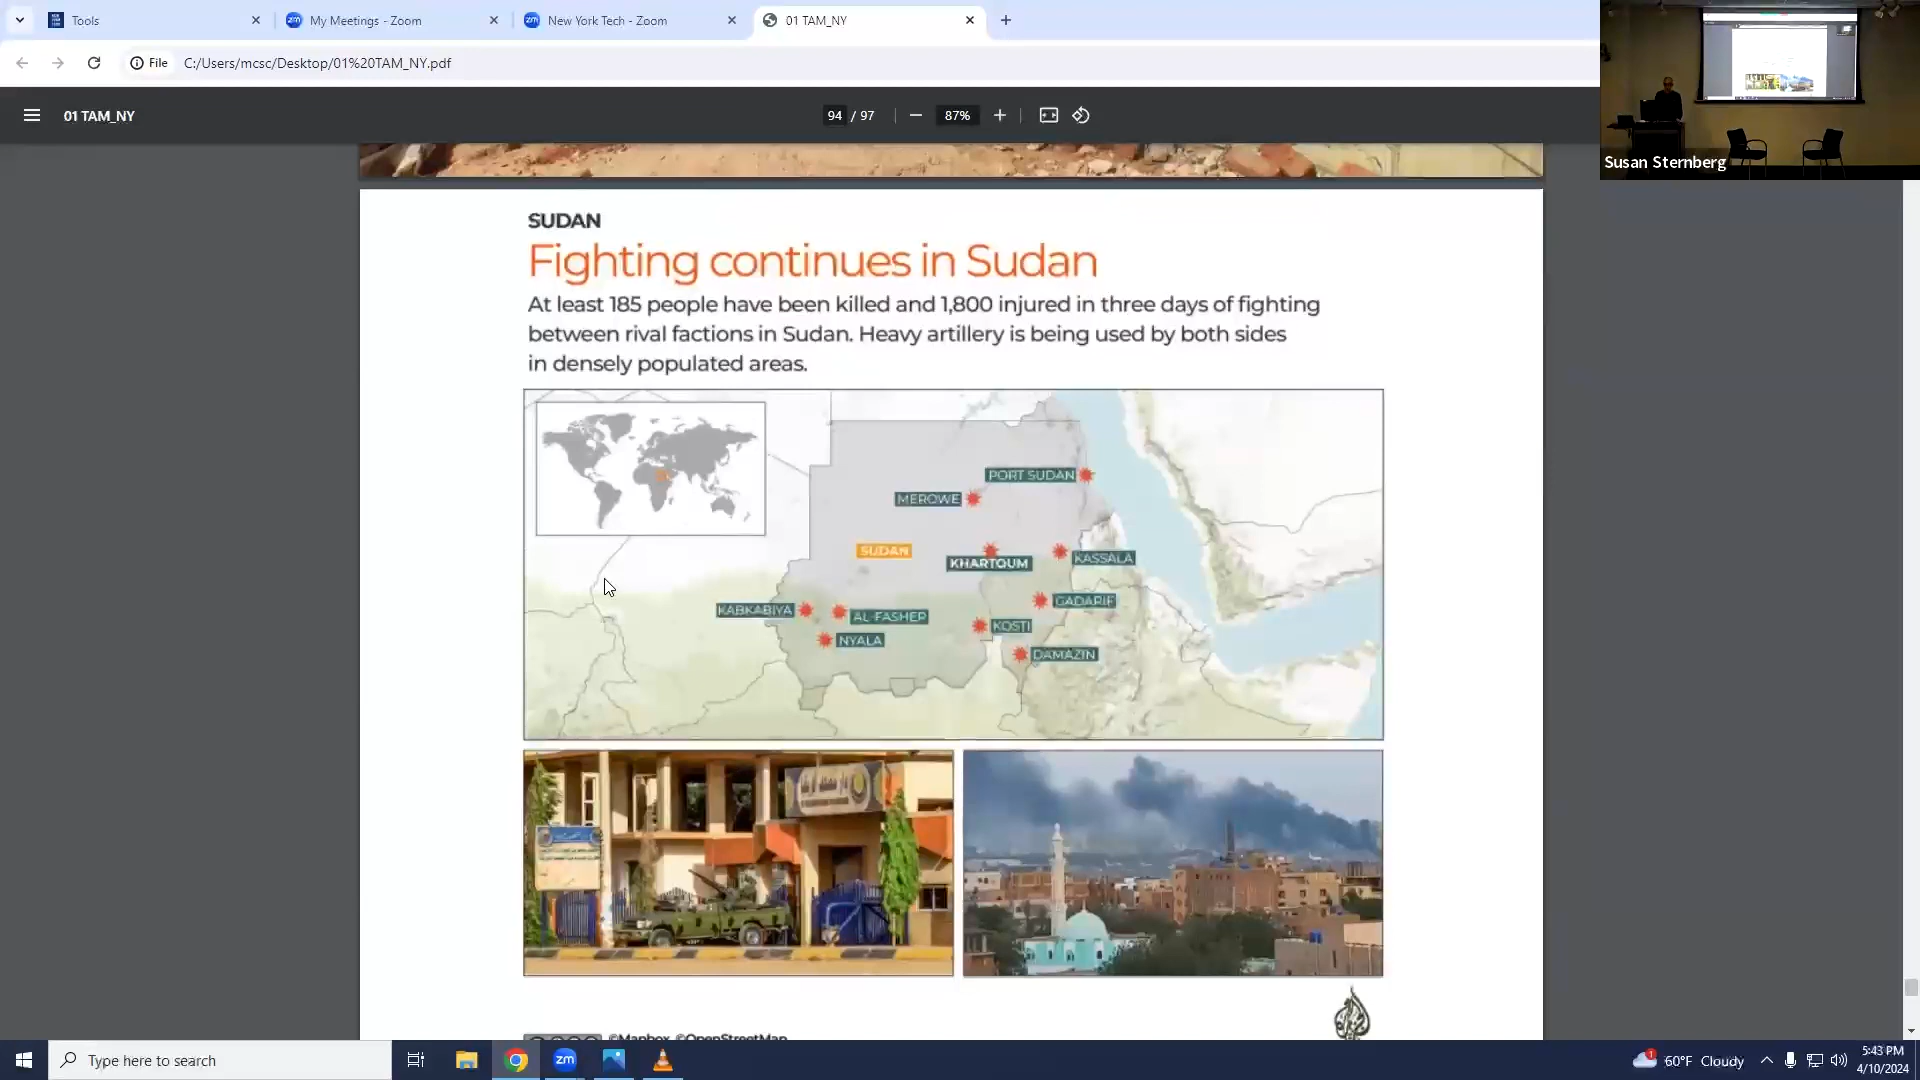 Tools
My Meetings - Zoom
New York Tech - Zoom
01 TAM_NY
File
C:/Users/mcsc/Desktop/01%20TAM_NY.pdf
01 TAM_NY
94 / 97
87%
Susan Sternberg
SUDAN
Fighting continues in Sudan
At least 185 people have been killed and 1,800 injured in three days of fighting
between rival factions in Sudan. Heavy artillery is being used by both sides
in densely populated areas.
PORT SUDAN
MEROWE
SUDAN
KHARTOUM
KASSALA
KABKABIYA
AL FASHER
GADARIF
NYALA
KOSTI
DAMAZIN
©Mapbox ©OpenStreetMap
Type here to search
zm
1
60°F Cloudy
5:43 PM
4/10/2024